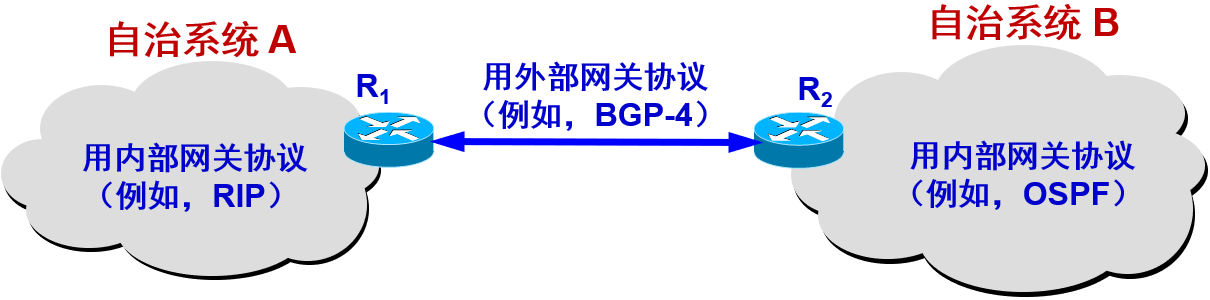 自治系统 A
自治系统 B
R1
用外部网关协议
（例如，BGP-4）
R2
用内部网关协议
（例如，RIP）
用内部网关协议
（例如，OSPF）